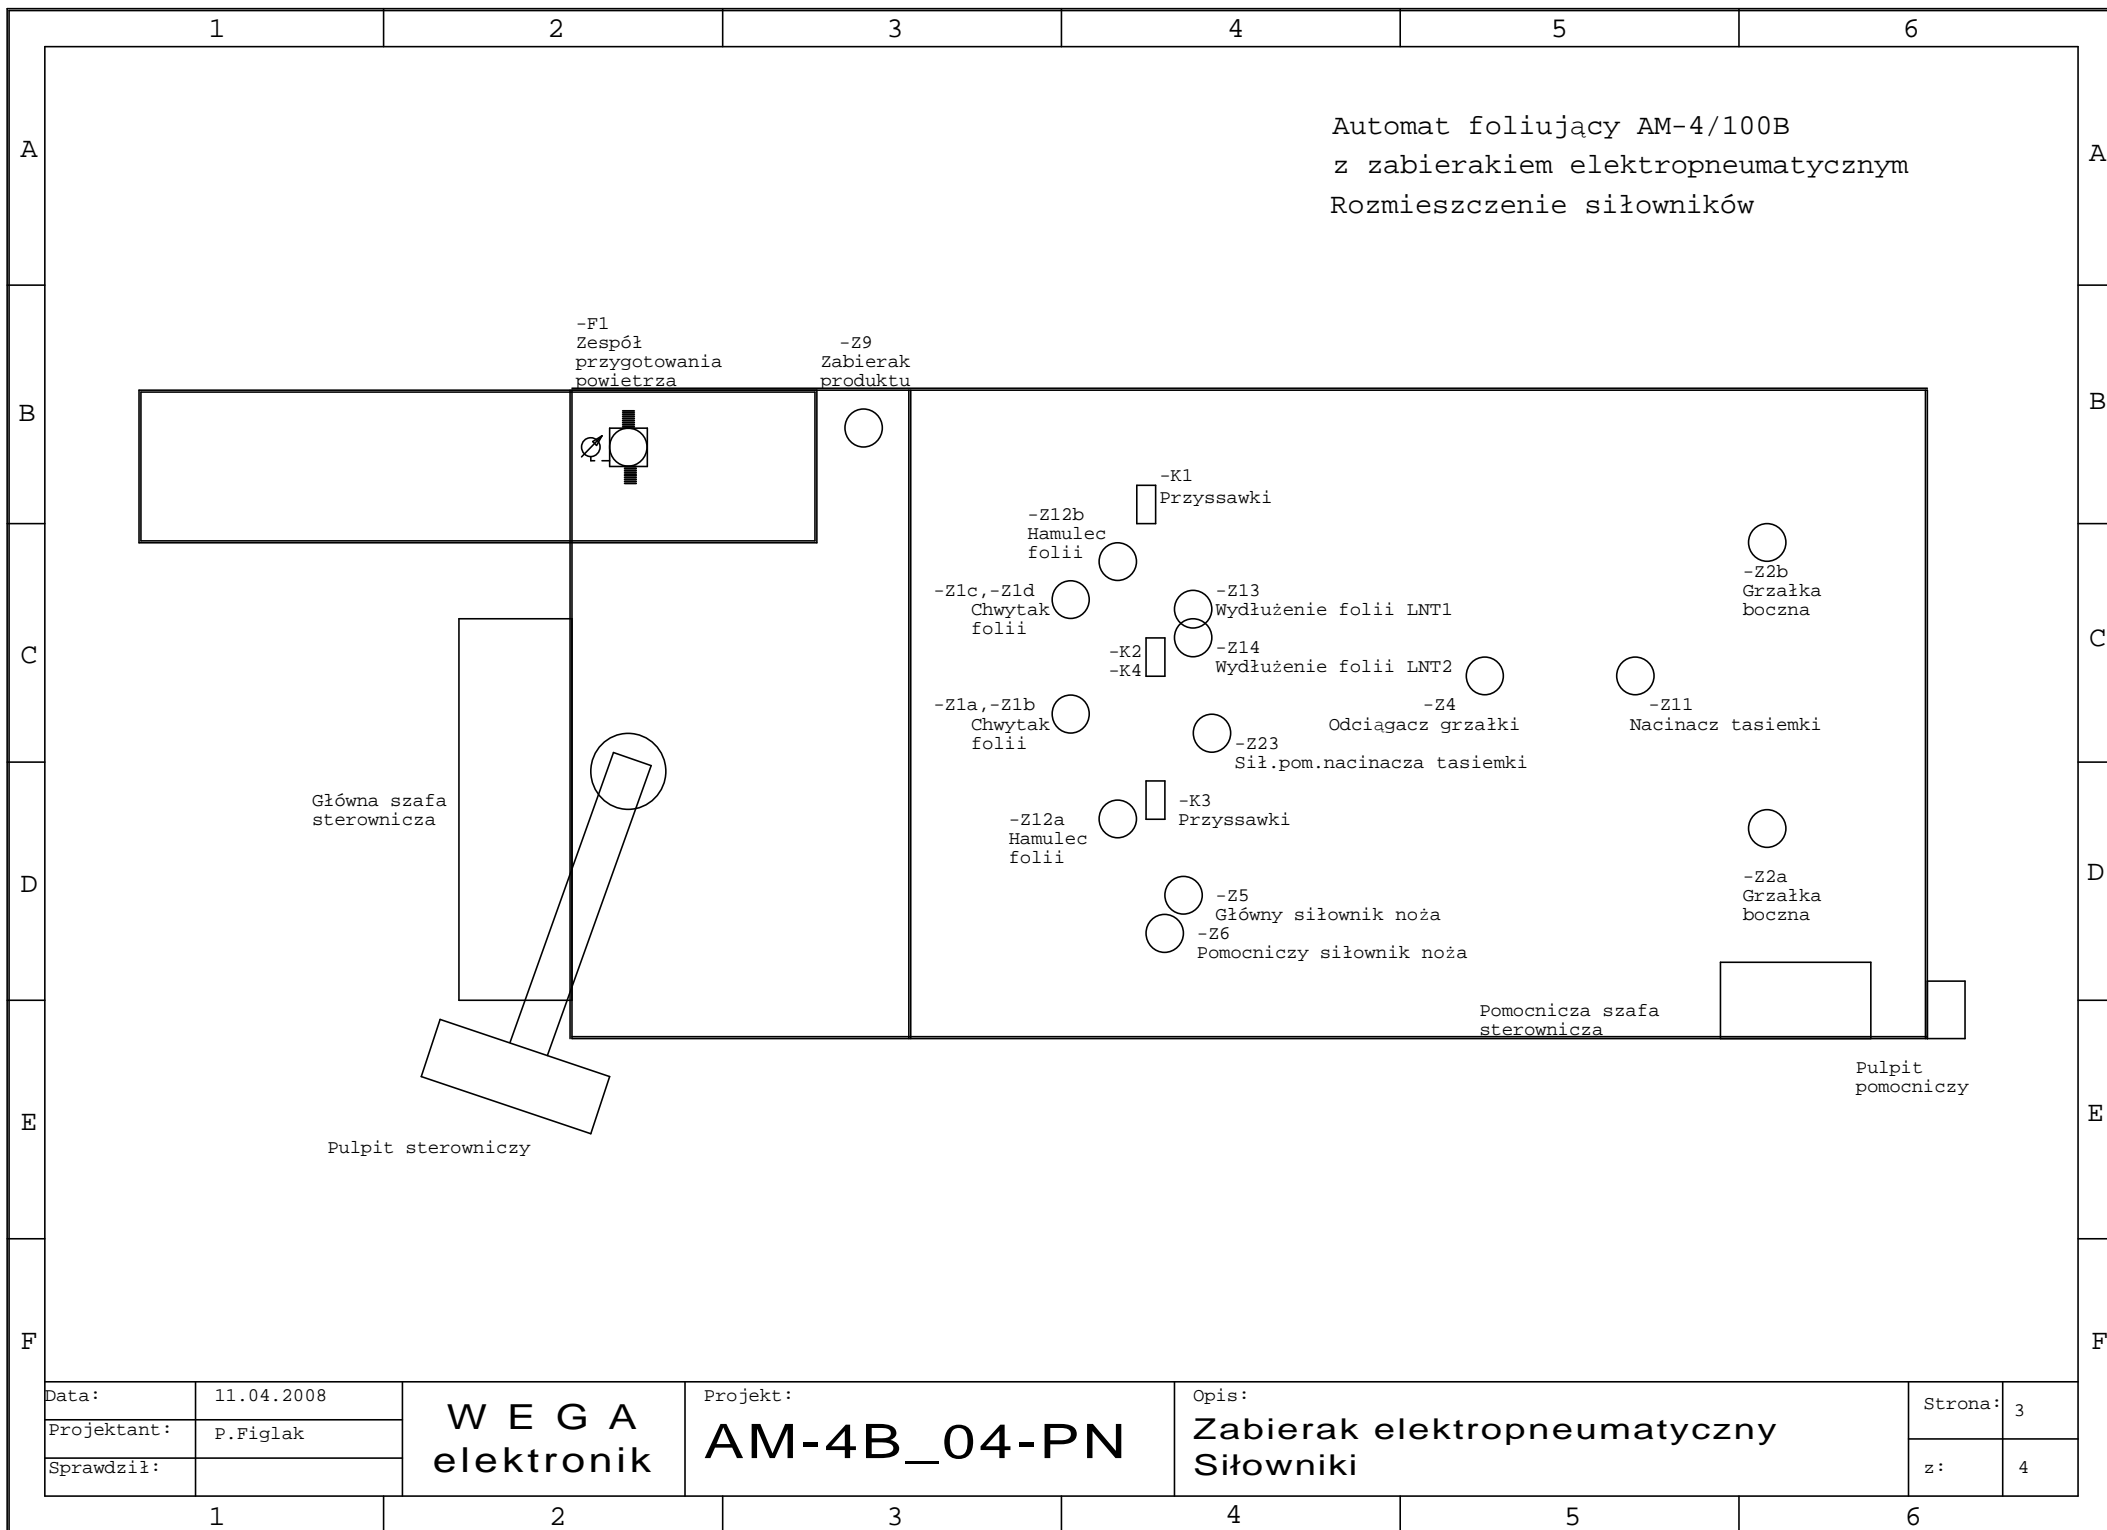 1 2 3 4 5 6
A A
Automat foliujący AM-4/100B
z zabierakiem elektropneumatycznym
Rozmieszczenie siłowników
B B
-F1
Zespół
przygotowania
powietrza
-Z9
Zabierak
produktu
-K1
Przyssawki
-Z12b
Hamulec
folii
-Z1c,-Z1d
Chwytak
folii
-Z13
Wydłużenie folii LNT1
-Z14
Wydłużenie folii LNT2
-K2
-K4
-Z2b
Grzałka
boczna
C C
-Z1a,-Z1b
Chwytak
folii
-Z4
Odciągacz grzałki
-Z11
Nacinacz tasiemki
-Z23
Sił.pom.nacinacza tasiemki
Główna szafa
sterownicza
-K3
Przyssawki
-Z12a
Hamulec
folii
D D
-Z2a
Grzałka
boczna
-Z5
Główny siłownik noża
-Z6
Pomocniczy siłownik noża
Pomocnicza szafa
sterownicza
Pulpit
pomocniczy
E E
Pulpit sterowniczy
F F
Data: 11.04.2008
Projektant: P.Figlak
Sprawdził:
W E G A
elektronik
Projekt:
AM-4B_04-PN
Opis:
Zabierak elektropneumatyczny
Siłowniki
Strona: 3
z: 4
1 2 3 4 5 6